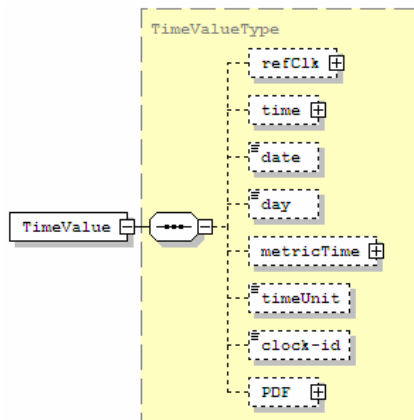 TimeValueType
refClk
time
date
day
TimeValue
metricTime
timeUnit
clock-id
PDF